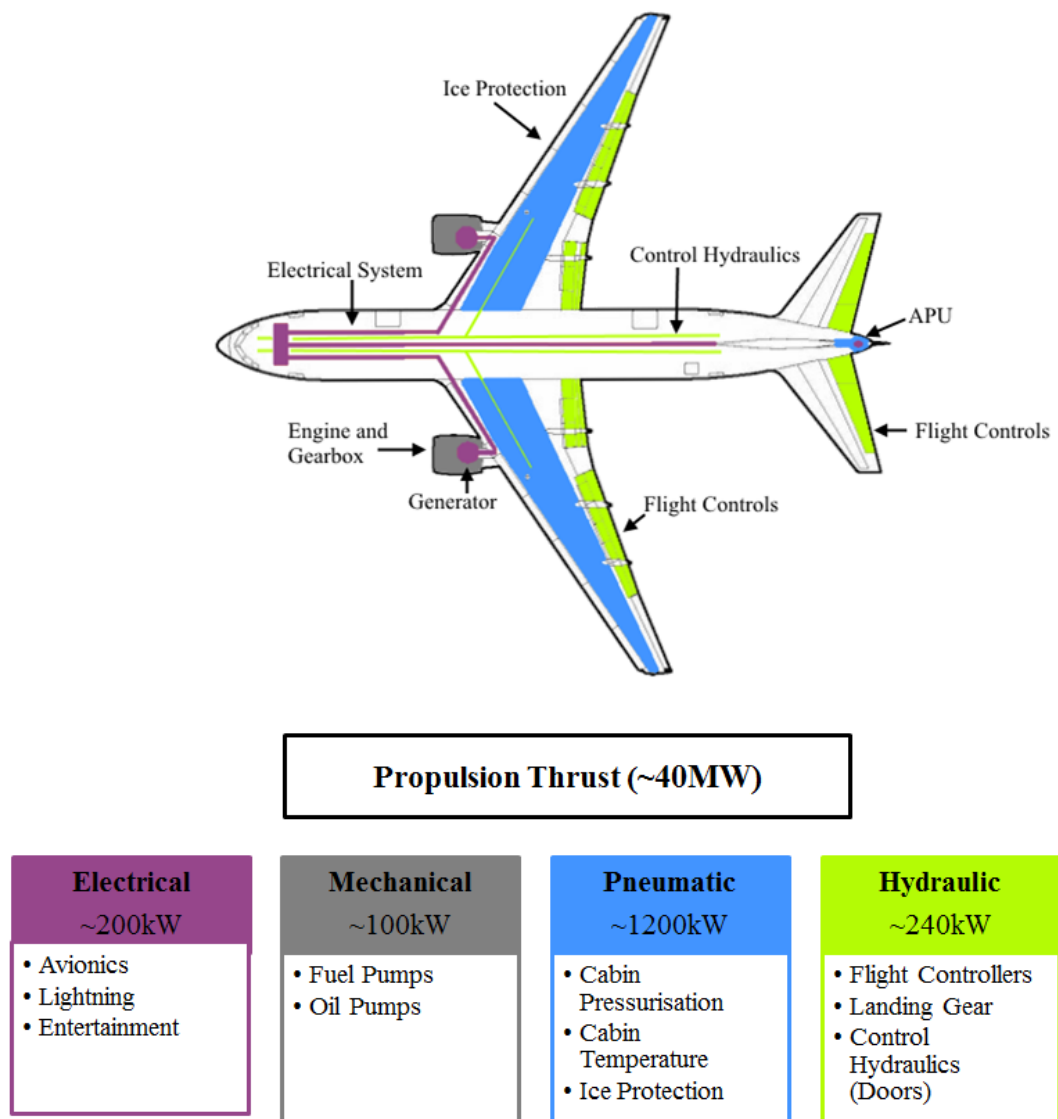 Ice Protection
Electrical System
Control Hydraulics
APU
Engine and
Gearbox
Generator
Flight Controls
Flight Controls
Propulsion Thrust (~40MW)
Electrical
~200kW
• Avionics
• Lightning
• Entertainment
Mechanical
~100kW
• Fuel Pumps
• Oil Pumps
Pneumatic
~1200kW
• Cabin
Pressurisation
• Cabin
Temperature
• Ice Protection
Hydraulic
~240kW
• Flight Controllers
• Landing Gear
• Control
Hydraulics
(Doors)